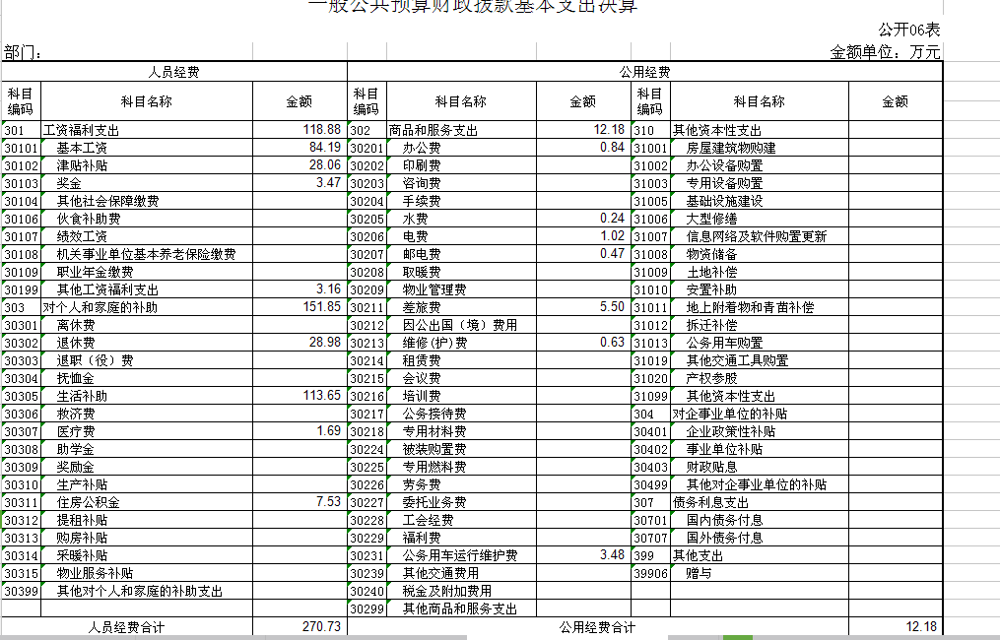 一般公共预算财政拨款基本支出决算
公开06表
部门： 金额单位：万元
人员经费 公用经费
科目编码 科目名称 金额 科目编码 科目名称 金额 科目编码 科目名称 金额
301 工资福利支出 118.88 302 商品和服务支出 12.18 310 其他资本性支出
30101 基本工资 84.19 30201 办公费 0.84 31001 房屋建筑物购建
30102 津贴补贴 28.06 30202 印刷费 31002 办公设备购置
30103 奖金 3.47 30203 咨询费 31003 专用设备购置
30104 其他社会保障缴费 30204 手续费 31005 基础设施建设
30106 伙食补助费 30205 水费 0.24 31006 大型修缮
30107 绩效工资 30206 电费 1.02 31007 信息网络及软件购置更新
30108 机关事业单位基本养老保险缴费 30207 邮电费 0.47 31008 物资储备
30109 职业年金缴费 30208 取暖费 31009 土地补偿
30199 其他工资福利支出 3.16 30209 物业管理费 31010 安置补助
303 对个人和家庭的补助 151.85 30211 差旅费 5.50 31011 地上附着物和青苗补偿
30301 离休费 30212 因公出国（境）费用 31012 拆迁补偿
30302 退休费 28.98 30213 维修(护)费 0.63 31013 公务用车购置
30303 退职（役）费 30214 租赁费 31019 其他交通工具购置
30304 抚恤金 30215 会议费 31020 产权参股
30305 生活补助 113.65 30216 培训费 31099 其他资本性支出
30306 救济费 30217 公务接待费 304 对企事业单位的补贴
30307 医疗费 1.69 30218 专用材料费 30401 企业政策性补贴
30308 助学金 30224 被装购置费 30402 事业单位补贴
30309 奖励金 30225 专用燃料费 30403 财政贴息
30310 生产补贴 30226 劳务费 30499 其他对企事业单位的补贴
30311 住房公积金 7.53 30227 委托业务费 307 债务利息支出
30312 提租补贴 30228 工会经费 30701 国内债务付息
30313 购房补贴 30229 福利费 30707 国外债务付息
30314 采暖补贴 30231 公务用车运行维护费 3.48 399 其他支出
30315 物业服务补贴 30239 其他交通费用 39906 赠与
30399 其他对个人和家庭的补助支出 30240 税金及附加费用
30299 其他商品和服务支出
人员经费合计 270.73 公用经费合计 12.18